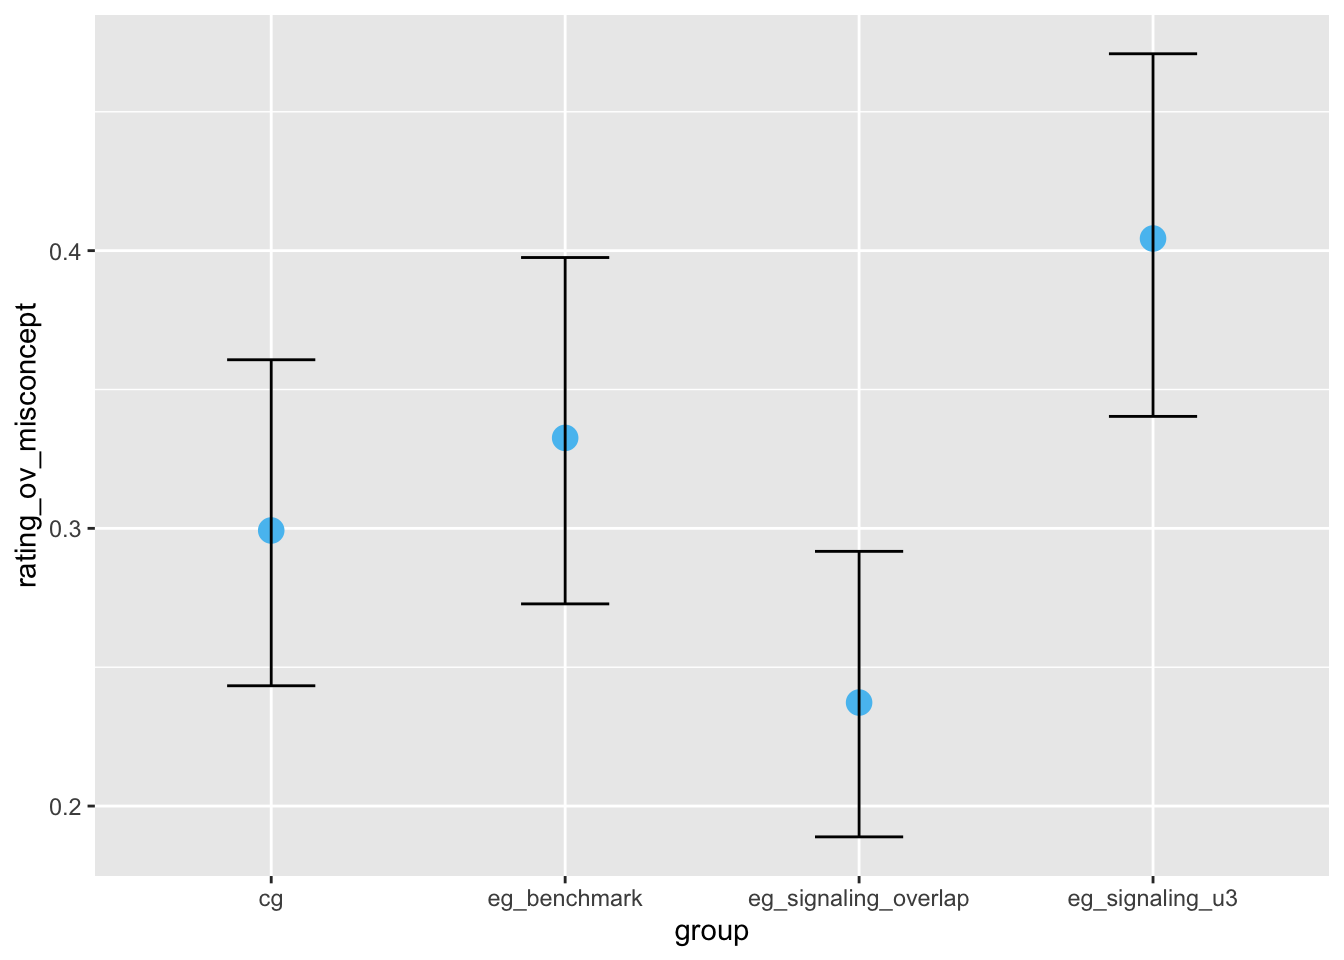 rating_ov_misconcept
0.4
0.3
0.2
cg
eg_benchmark
eg_signaling_overlap
eg_signaling_u3
group